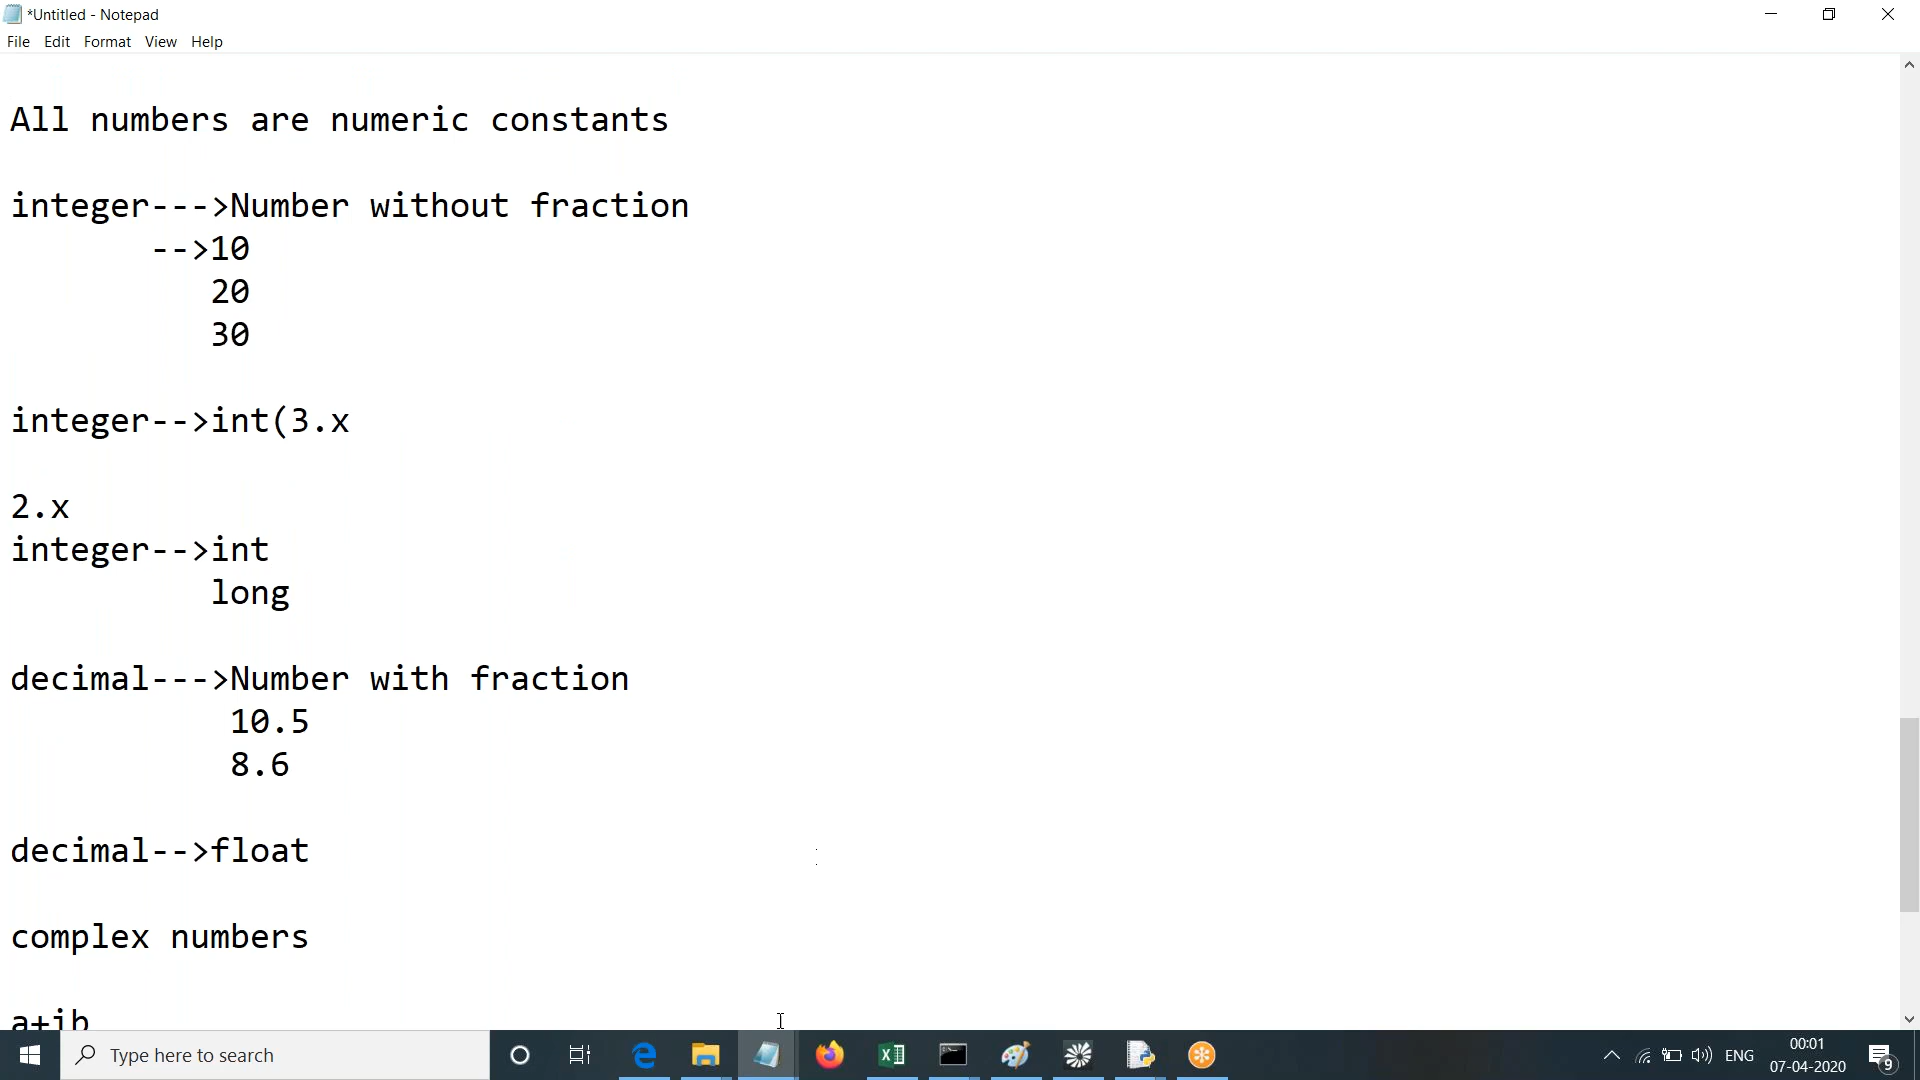 *Untitled - Notepad
File Edit Format View Help
All numbers are numeric constants
integer--->Number without fraction
-->10
20
30
integer-->int(3.x
2.x
integer-->int
long
decimal--->Number with fraction
10.5
8.6
decimal-->float
complex numbers
a+ib
Type here to search
ENG
00:01
07-04-2020
9